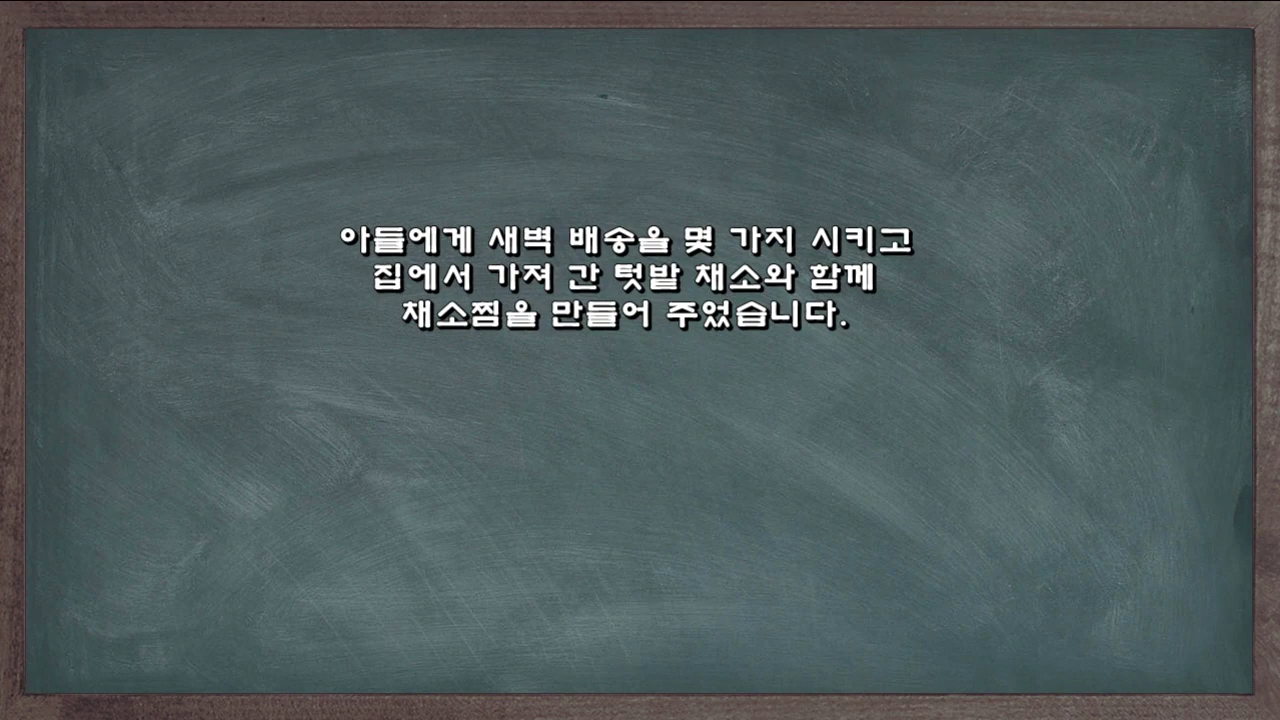 아들에게 새벽 배송을 몇 가지 시키고
집에서 가져 간 텃발 채소와 함께
채소찜을 만들어 주었습니다.